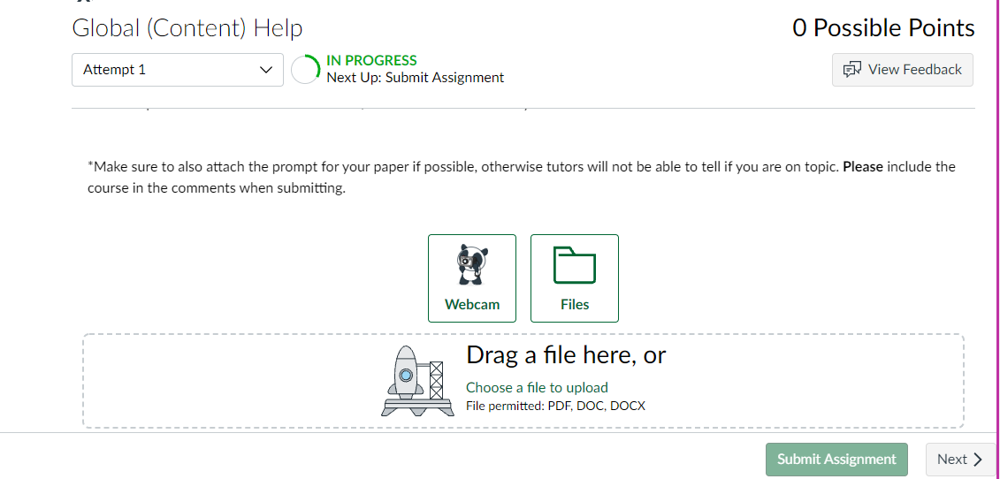 Global (Content) Help
0 Possible Points
Attempt 1
IN PROGRESS
Next Up: Submit Assignment
View Feedback
*Make sure to also attach the prompt for your paper if possible, otherwise tutors will not be able to tell if you are on topic. Please include the
course in the comments when submitting.
Webcam
Files
Drag a file here, or
Choose a file to upload
File permitted: PDF, DOC, DOCX
Submit Assignment
Next